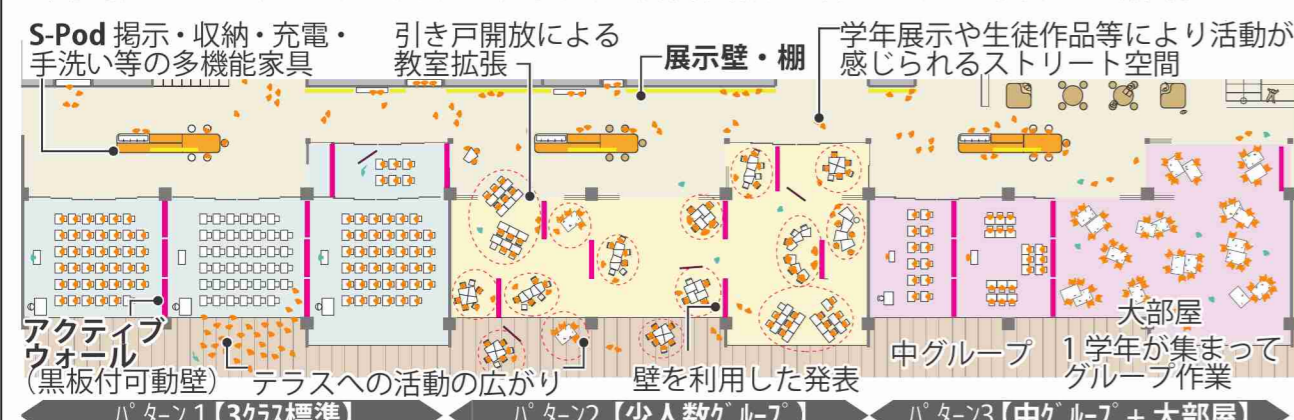 S-Pod 掲示・収納・充電・
手洗い等の多機能家具
引き戸開放による
教室拡張
展示壁・棚
学年展示や生徒作品等により活動が
感じられるストリート空間
アクティブ
ウォール
(黒板付可動壁)
テラスへの活動の広がり
壁を利用した発表
中グループ
大部屋
1学年が集まって
グループ作業
パターン1【3クラス標準】
パターン2【少人数グループ】
パターン3【中グループ+大部屋】